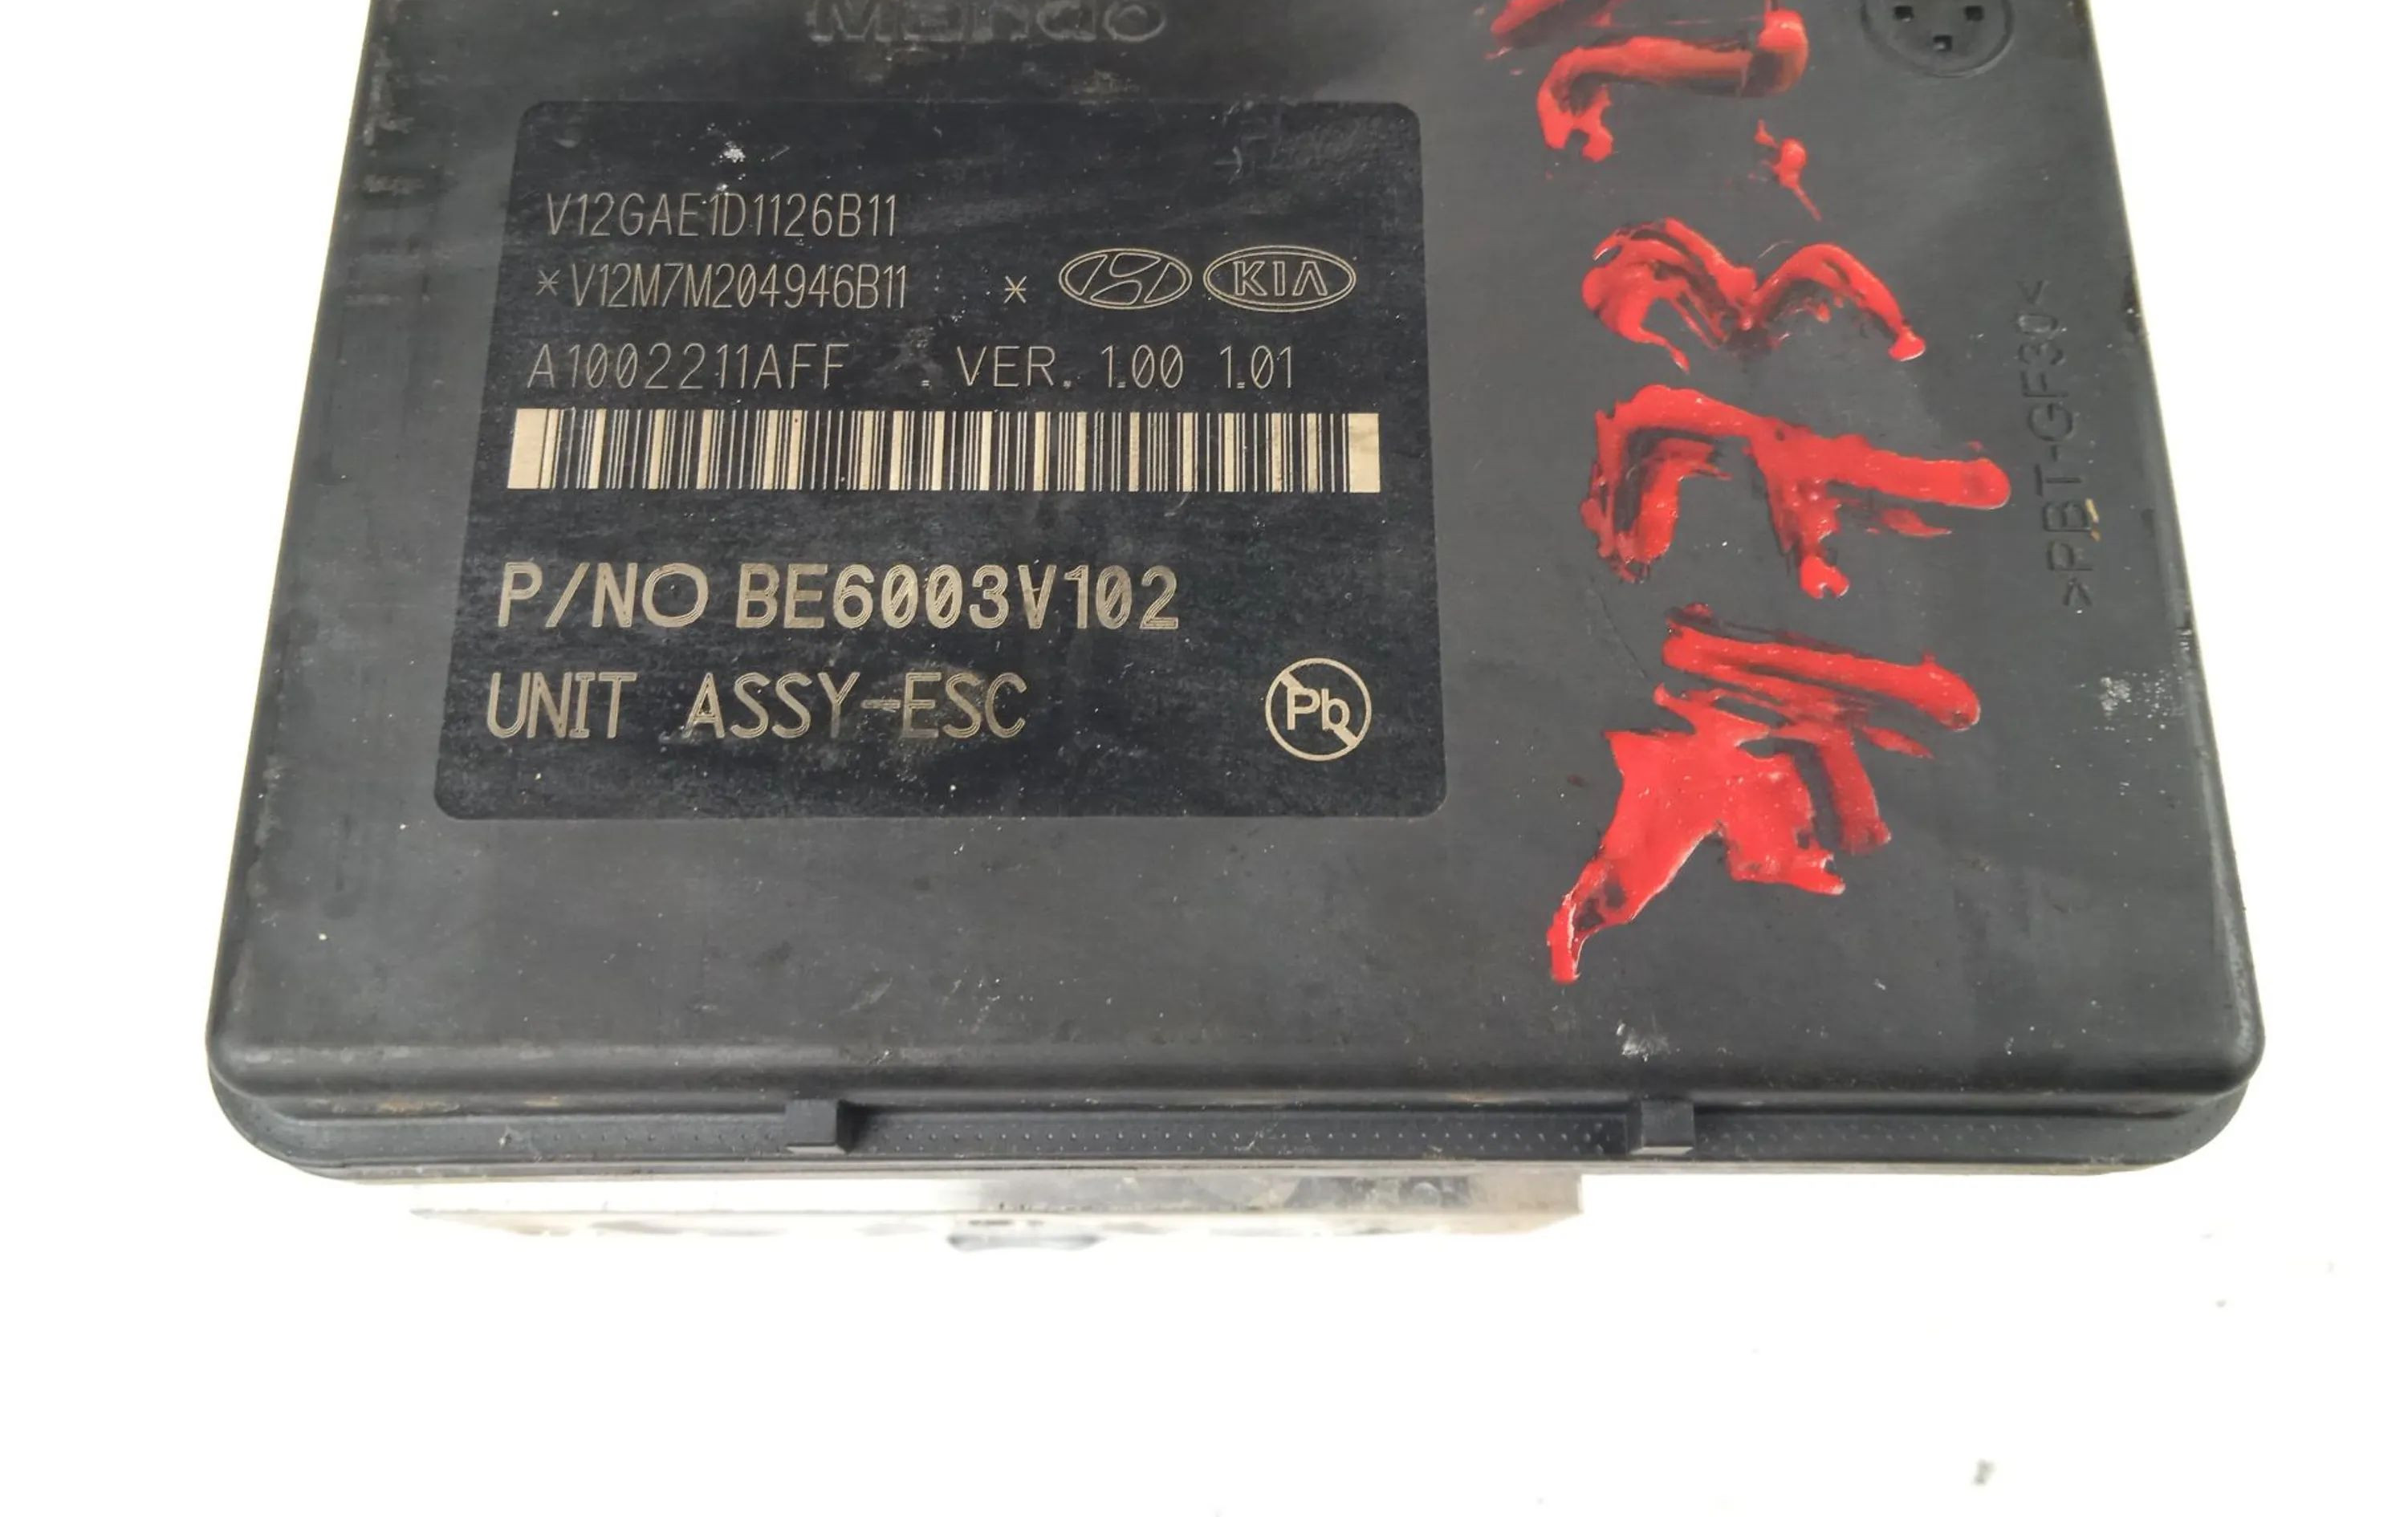 Mando
V12GAE1D1126B11
*V12M7M204946B11 *
KIA
A1002211AFF . VER. 1.00 1.01
P/NO BE6003V102
UNIT ASSY-ESC
Pb
>PBT-GF30<